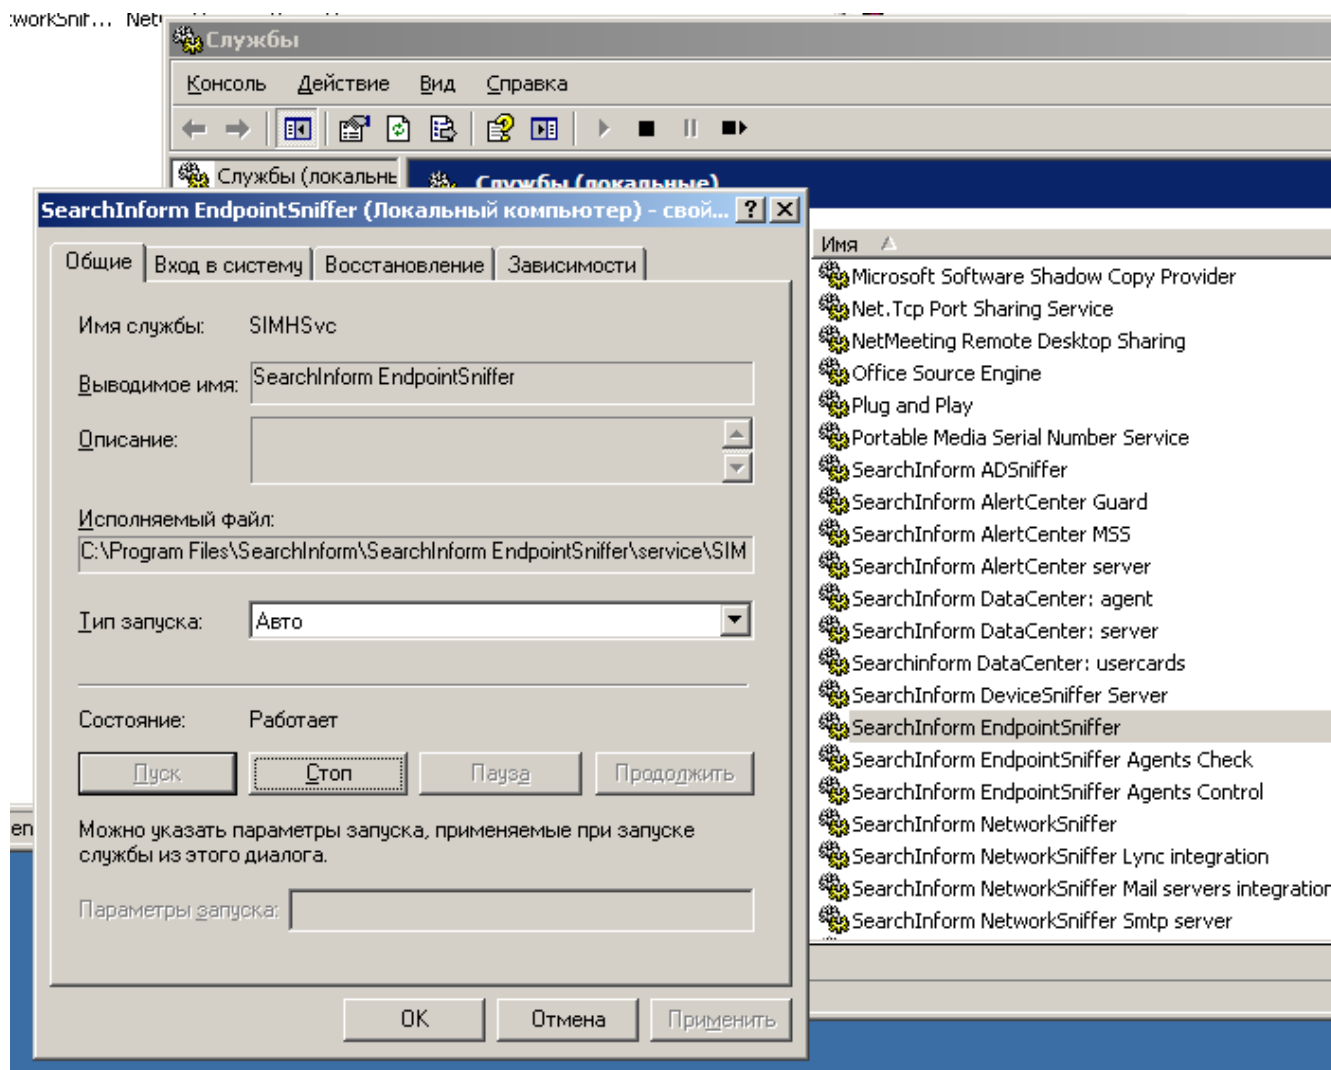 Службы
Консоль Действие Вид Справка
Службы (локальные)
SearchInform EndpointSniffer (Локальный компьютер) - свой...
Общие Вход в систему Восстановление Зависимости
Имя службы: SIMHSvc
Выводимое имя: SearchInform EndpointSniffer
Описание:
Исполняемый файл:
C:\Program Files\SearchInform\SearchInform EndpointSniffer\service\SIM
Тип запуска: Авто
Состояние: Работает
Пуск Стоп Пауза Продолжить
Можно указать параметры запуска, применяемые при запуске
службы из этого диалога.
Параметры запуска:
OK Отмена Применить
Имя
Microsoft Software Shadow Copy Provider
Net.Tcp Port Sharing Service
NetMeeting Remote Desktop Sharing
Office Source Engine
Plug and Play
Portable Media Serial Number Service
SearchInform ADSniffer
SearchInform AlertCenter Guard
SearchInform AlertCenter MSS
SearchInform AlertCenter server
SearchInform DataCenter: agent
SearchInform DataCenter: server
Searchinform DataCenter: usercards
SearchInform DeviceSniffer Server
SearchInform EndpointSniffer
SearchInform EndpointSniffer Agents Check
SearchInform EndpointSniffer Agents Control
SearchInform NetworkSniffer
SearchInform NetworkSniffer Lync integration
SearchInform NetworkSniffer Mail servers integration
SearchInform NetworkSniffer Smtp server